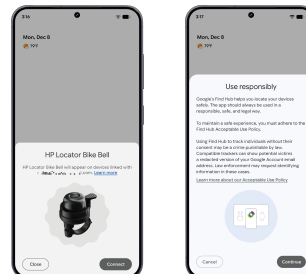 3:16
Mon, Dec 8
19°F
HP Locator Bike Bell
HP Locator Bike Bell will appear on devices linked with
Learn more
Close
Connect
3:17
Mon, Dec 8
19°F
Use responsibly
Google's Find Hub helps you locate your devices
safely. The app should always be used in a
responsible, safe, and legal way.
To maintain a safe experience, you must adhere to the
Find Hub Acceptable Use Policy.
Using Find Hub to track individuals without their
consent may be a crime punishable by law.
Compatible trackers can show potential victims
a redacted version of your Google Account email
address. Law enforcement may request identifying
information in these cases.
Learn more about our Acceptable Use Policy
Cancel
Continue